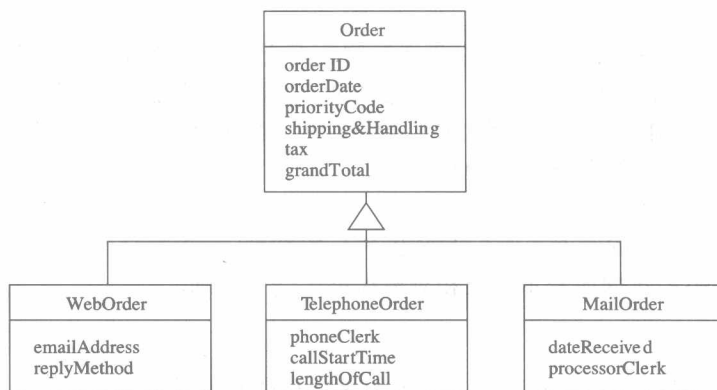 Order
order ID
orderDate
priorityCode
shipping&Handling
tax
grandTotal
WebOrder
emailAddress
replyMethod
TelephoneOrder
phoneClerk
callStartTime
lengthOfCall
MailOrder
dateReceived
processorClerk